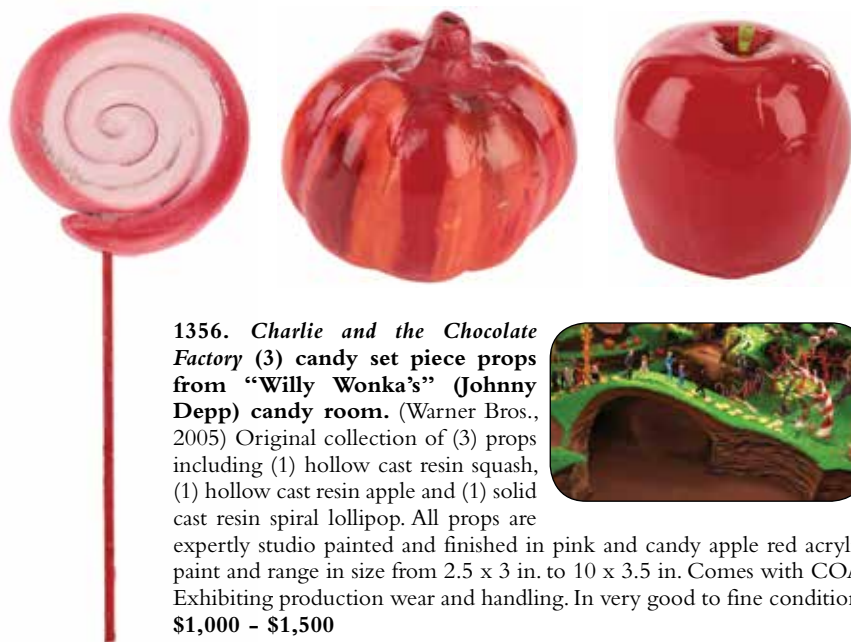 1356. Charlie and the Chocolate
Factory (3) candy set piece props
from “Willy Wonka’s” (Johnny
Depp) candy room. (Warner Bros.,
2005) Original collection of (3) props
including (1) hollow cast resin squash,
(1) hollow cast resin apple and (1) solid
cast resin spiral lollipop. All props are
expertly studio painted and finished in pink and candy apple red acryl
paint and range in size from 2.5 x 3 in. to 10 x 3.5 in. Comes with COA
Exhibiting production wear and handling. In very good to fine condition
$1,000 – $1,500